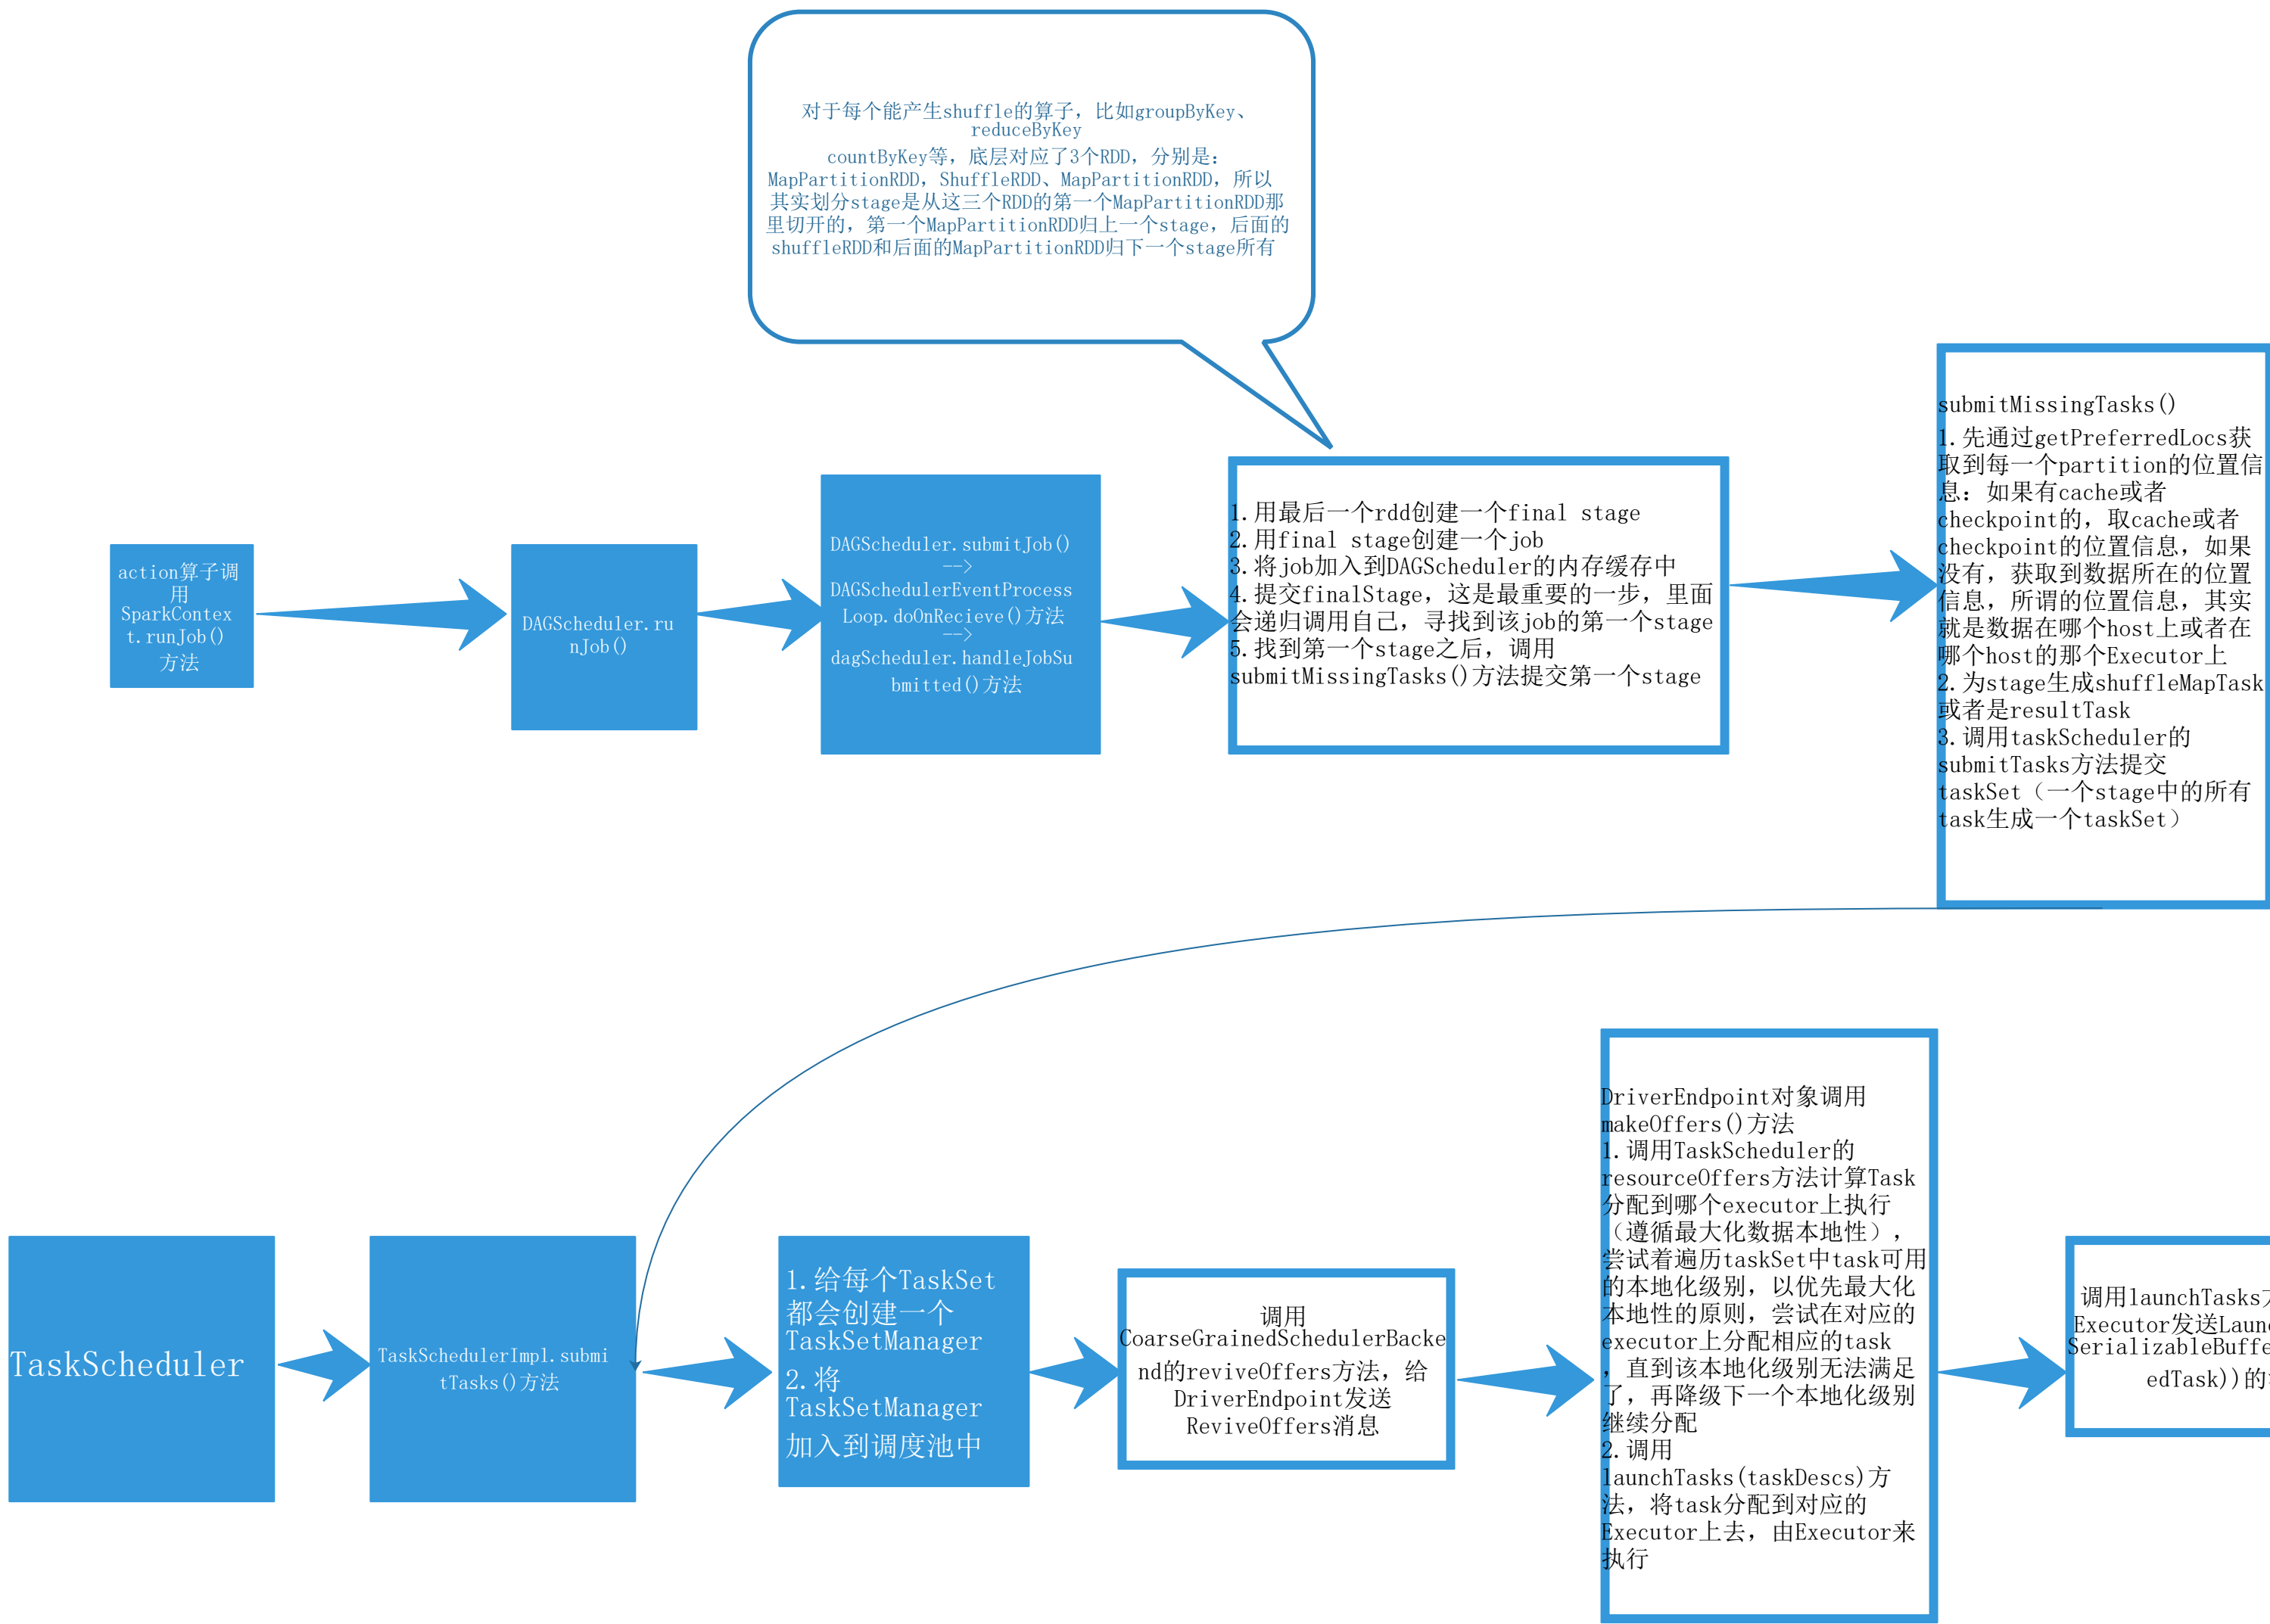 对于每个能产生shuffle的算子，比如groupByKey、
reduceByKey
countByKey等，底层对应了3个RDD，分别是：
MapPartitionRDD，ShuffleRDD、MapPartitionRDD，所以
其实划分stage是从这三个RDD的第一个MapPartitionRDD那
里切开的，第一个MapPartitionRDD归上一个stage，后面的
shuffleRDD和后面的MapPartitionRDD归下一个stage所有
action算子调
用
SparkContex
t.runJob()
方法
DAGScheduler.ru
nJob()
DAGScheduler.submitJob()
-->
DAGSchedulerEventProcess
Loop.doOnRecieve()方法
-->
dagScheduler.handleJobSu
bmitted()方法
1.用最后一个rdd创建一个final stage
2.用final stage创建一个job
3.将job加入到DAGScheduler的内存缓存中
4.提交finalStage，这是最重要的一步，里面
会递归调用自己，寻找到该job的第一个stage
5.找到第一个stage之后，调用
submitMissingTasks()方法提交第一个stage
submitMissingTasks()
1.先通过getPreferredLocs获
取到每一个partition的位置信
息：如果有cache或者
checkpoint的，取cache或者
checkpoint的位置信息，如果
没有，获取到数据所在的位置
信息，所谓的位置信息，其实
就是数据在哪个host上或者在
哪个host的那个Executor上
2.为stage生成shuffleMapTask
或者是resultTask
3.调用taskScheduler的
submitTasks方法提交
taskSet（一个stage中的所有
task生成一个taskSet）
TaskScheduler
TaskSchedulerImpl.submi
tTasks()方法
1.给每个TaskSet
都会创建一个
TaskSetManager
2.将
TaskSetManager
加入到调度池中
调用
CoarseGrainedSchedulerBacke
nd的reviveOffers方法，给
DriverEndpoint发送
ReviveOffers消息
DriverEndpoint对象调用
makeOffers()方法
1.调用TaskScheduler的
resourceOffers方法计算Task
分配到哪个executor上执行
（遵循最大化数据本地性），
尝试着遍历taskSet中task可用
的本地化级别，以优先最大化
本地性的原则，尝试在对应的
executor上分配相应的task
，直到该本地化级别无法满足
了，再降级下一个本地化级别
继续分配
2.调用
launchTasks(taskDescs)方
法，将task分配到对应的
Executor上去，由Executor来
执行
调用launchTasks
Executor发送Laun
SerializableBuffe
edTask))的